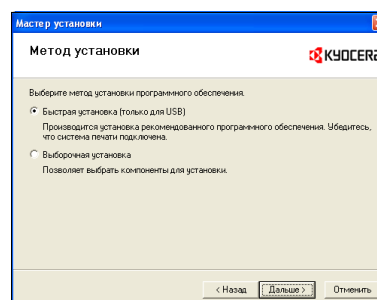 Мастер установки
Метод установки
KYOCERA
Выберите метод установки программного обеспечения.
Быстрая установка (только для USB)
Производится установка рекомендованного программного обеспечения. Убедитесь,
что система печати подключена.
Выборочная установка
Позволяет выбрать компоненты для установки.
< Назад
Дальше >
Отменить